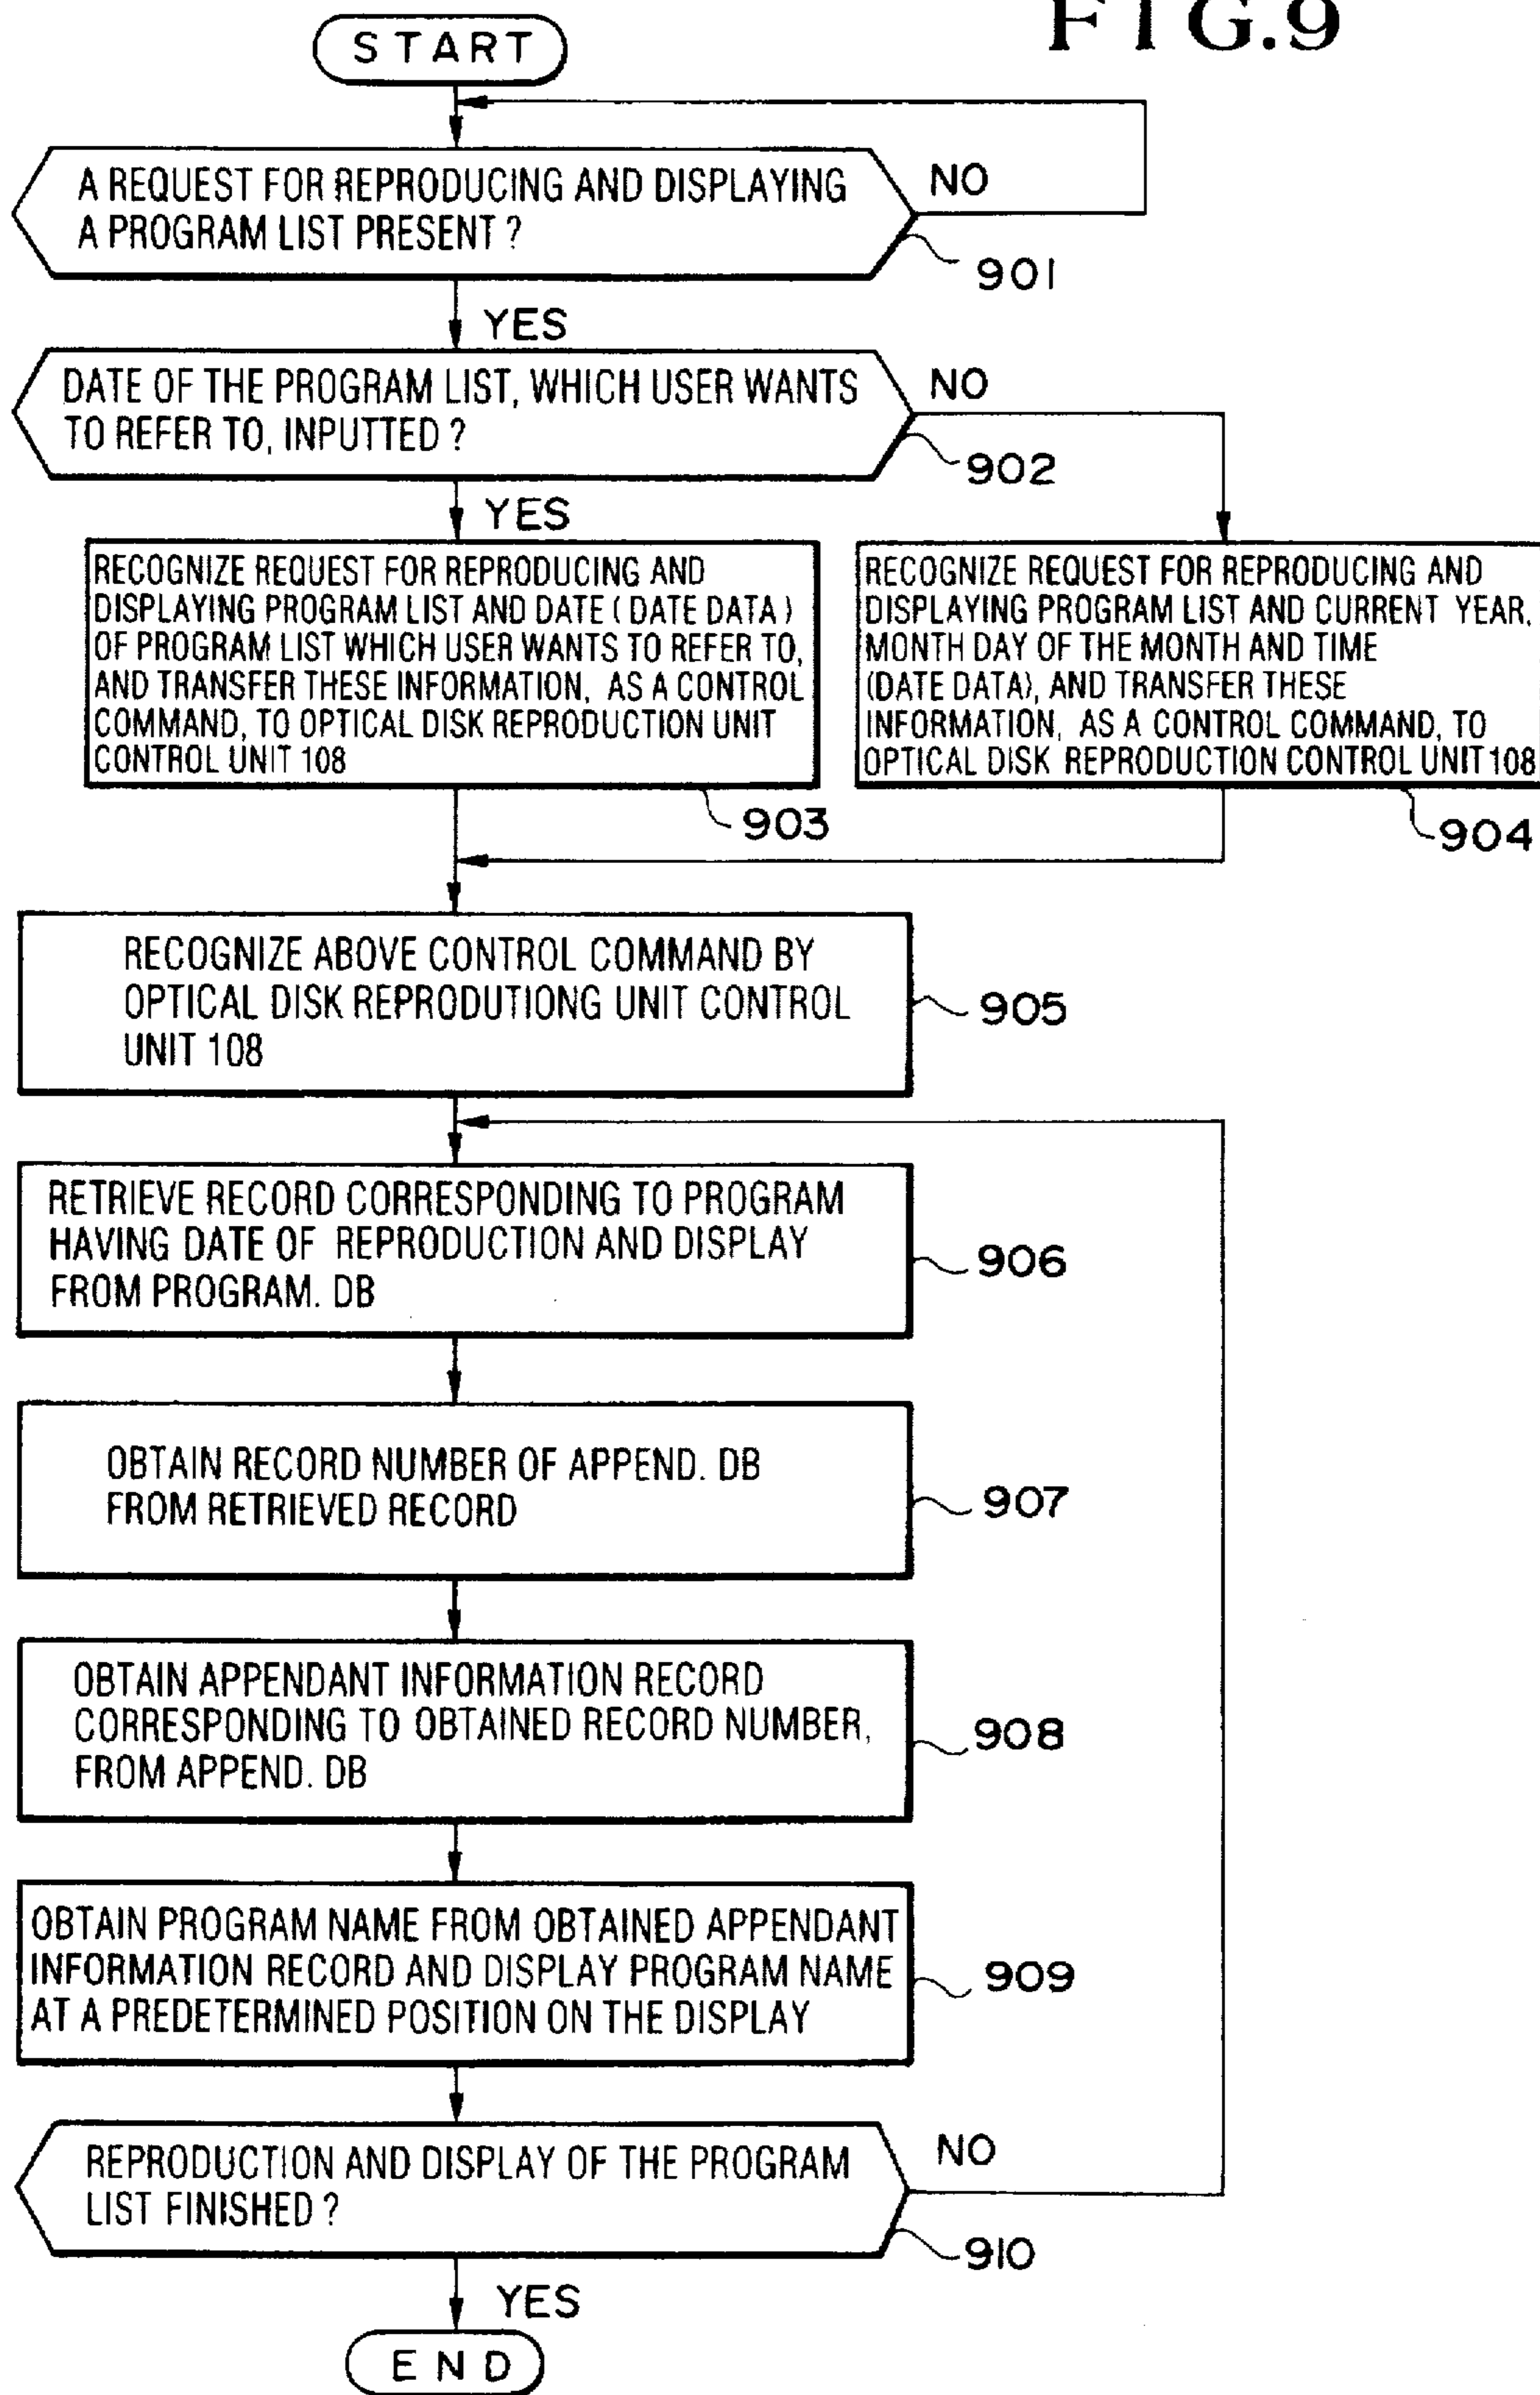 FIG.9
START
A REQUEST FOR REPRODUCING AND DISPLAYING
A PROGRAM LIST PRESENT ?
NO
901
YES
DATE OF THE PROGRAM LIST, WHICH USER WANTS
TO REFER TO, INPUTTED ?
NO
902
YES
RECOGNIZE REQUEST FOR REPRODUCING AND
DISPLAYING PROGRAM LIST AND DATE ( DATE DATA )
OF PROGRAM LIST WHICH USER WANTS TO REFER TO,
AND TRANSFER THESE INFORMATION, AS A CONTROL
COMMAND, TO OPTICAL DISK REPRODUCTION UNIT
CONTROL UNIT 108
903
RECOGNIZE REQUEST FOR REPRODUCING AND
DISPLAYING PROGRAM LIST AND CURRENT YEAR,
MONTH DAY OF THE MONTH AND TIME
(DATE DATA), AND TRANSFER THESE
INFORMATION, AS A CONTROL COMMAND, TO
OPTICAL DISK REPRODUCTION CONTROL UNIT 108
904
RECOGNIZE ABOVE CONTROL COMMAND BY
OPTICAL DISK REPRODUTIONG UNIT CONTROL
UNIT 108
905
RETRIEVE RECORD CORRESPONDING TO PROGRAM
HAVING DATE OF REPRODUCTION AND DISPLAY
FROM PROGRAM. DB
906
OBTAIN RECORD NUMBER OF APPEND. DB
FROM RETRIEVED RECORD
907
OBTAIN APPENDANT INFORMATION RECORD
CORRESPONDING TO OBTAINED RECORD NUMBER,
FROM APPEND. DB
908
OBTAIN PROGRAM NAME FROM OBTAINED APPENDANT
INFORMATION RECORD AND DISPLAY PROGRAM NAME
AT A PREDETERMINED POSITION ON THE DISPLAY
909
REPRODUCTION AND DISPLAY OF THE PROGRAM
LIST FINISHED ?
NO
910
YES
END